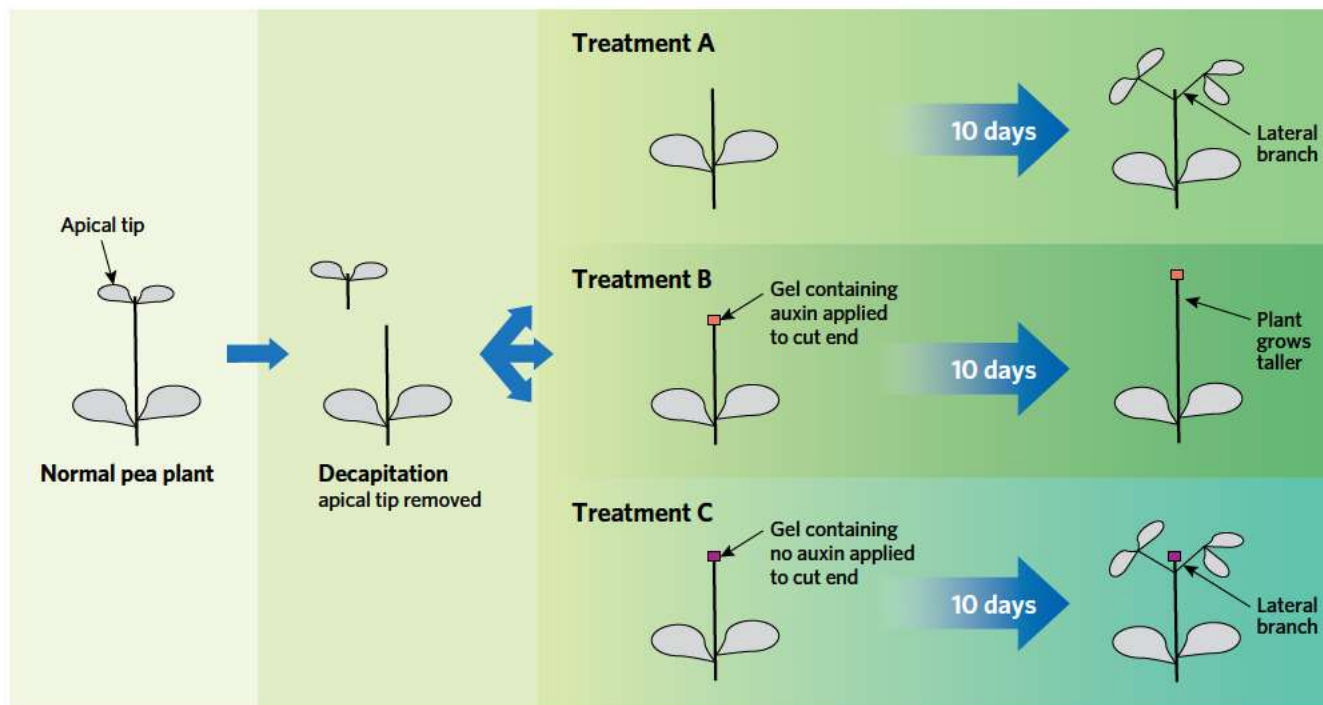 Apical tip
Normal pea plant
Decapitation
apical tip removed
Treatment A
10 days
Lateral
branch
Treatment B
Gel containing
auxin applied
to cut end
10 days
Plant
grows
taller
Treatment C
Gel containing
no auxin applied
to cut end
10 days
Lateral
branch